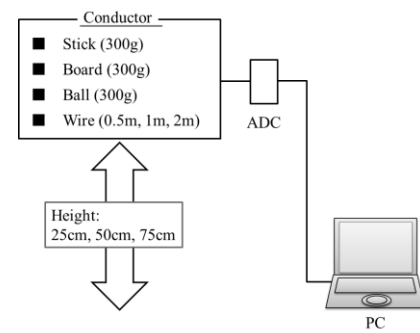 Conductor
■ Stick (300g)
■ Board (300g)
■ Ball (300g)
■ Wire (0.5m, 1m, 2m)
ADC
Height:
25cm, 50cm, 75cm
PC